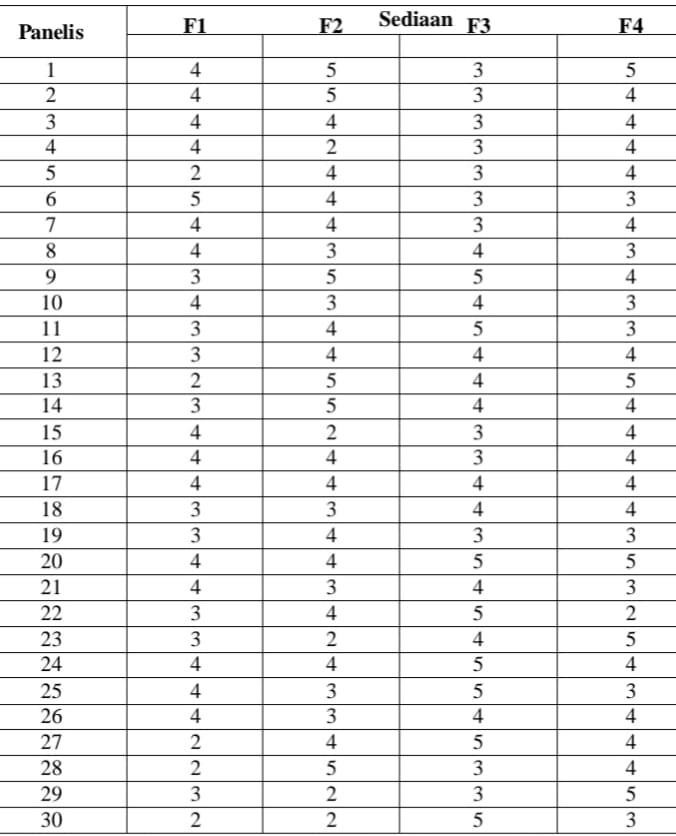 Panelis F1 F2 Sediaan F3 F4
1 4 5 3 5
2 4 5 3 4
3 4 4 3 4
4 4 2 3 4
5 2 4 3 4
6 5 4 3 3
7 4 4 3 4
8 4 3 4 3
9 3 5 5 4
10 4 3 4 3
11 3 4 5 3
12 3 4 4 4
13 2 5 4 5
14 3 5 4 4
15 4 2 3 4
16 4 4 3 4
17 4 4 4 4
18 3 3 4 4
19 3 4 3 3
20 4 4 5 5
21 4 3 4 3
22 3 4 5 2
23 3 2 4 5
24 4 4 5 4
25 4 3 5 3
26 4 3 4 4
27 2 4 5 4
28 2 5 3 4
29 3 2 3 5
30 2 2 5 3